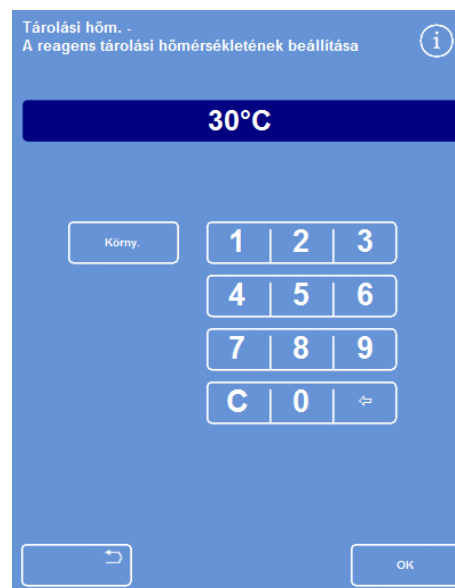 Tárolási hőm. -
A reagens tárolási hőmérsékletének beállítása
i
30°C
Körny.
1 | 2 | 3
4 | 5 | 6
7 | 8 | 9
C | 0 | ⇦
OK